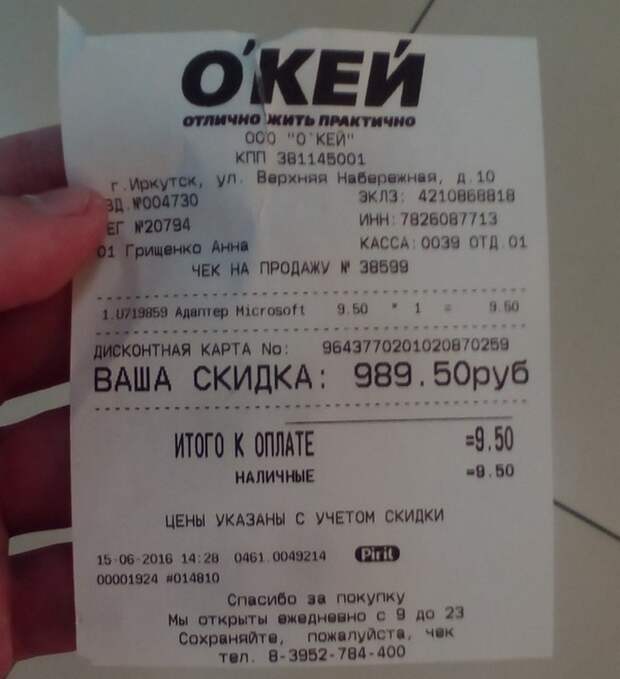 О'КЕЙ
ОТЛИЧНО ЖИТЬ ПРАКТИЧНО
ООО "О`КЕЙ"
КПП 381145001
г.Иркутск, ул. Верхняя Набережная, д.10
ЗД.№004730 ЭКЛЗ: 4210868818
ЕГ №20794 ИНН:7826087713
01 Грищенко Анна КАССА:0039 ОТД.01
ЧЕК НА ПРОДАЖУ № 38599
1.U719859 Адаптер Microsoft 9.50 * 1 = 9.50
ДИСКОНТНАЯ КАРТА No: 9643770201020870259
ВАША СКИДКА: 989.50руб
ИТОГО К ОПЛАТЕ =9.50
НАЛИЧНЫЕ =9.50
ЦЕНЫ УКАЗАНЫ С УЧЕТОМ СКИДКИ
15-06-2016 14:28 0461.0049214 Pirit
00001924 #014810
Спасибо за покупку
Мы открыты ежедневно с 9 до 23
Сохраняйте, пожалуйста, чек
тел. 8-3952-784-400